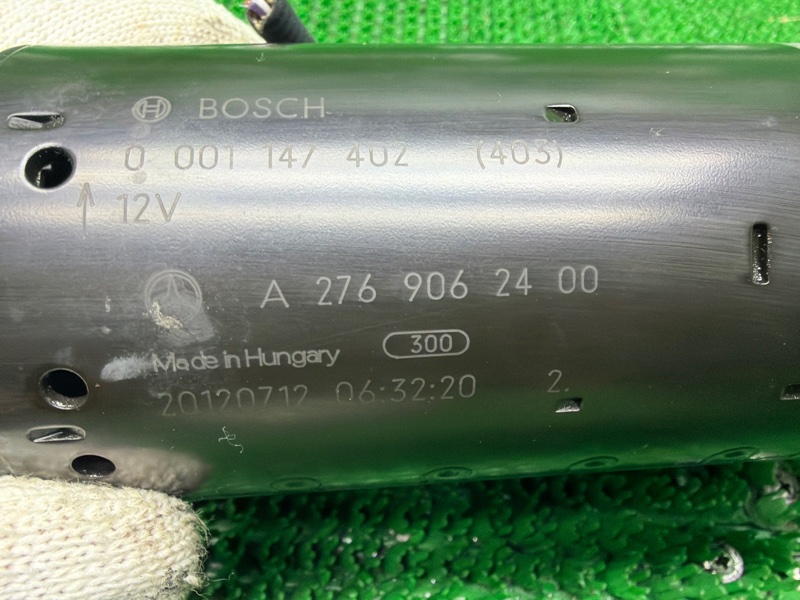 BOSCH
0 001 147 402 (403)
12V
A 276 906 24 00
300
Made in Hungary
20120712 06:32:20 2.